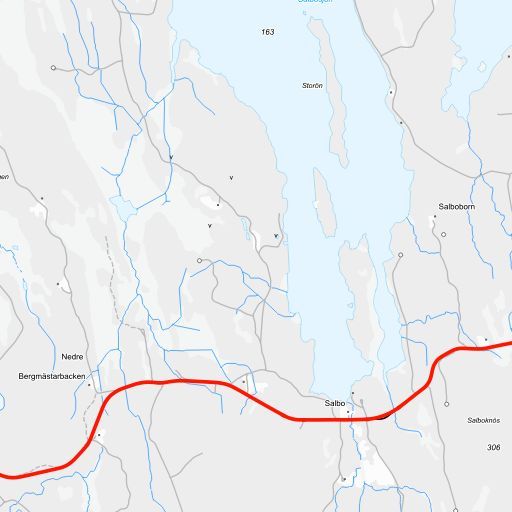 163
Storön
Salboborn
Nedre
Bergmästarbacken
Salbo
Salboknös
306